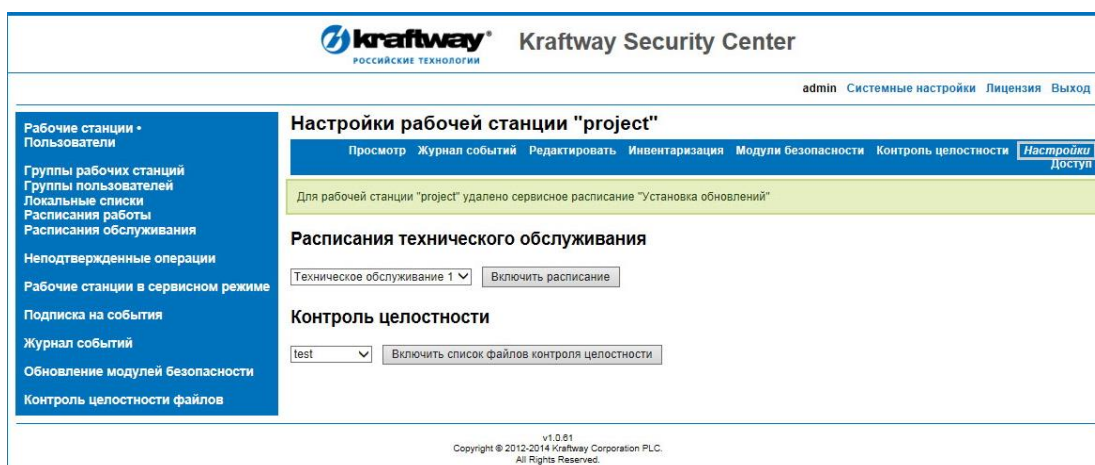 kraftway®
РОССИЙСКИЕ ТЕХНОЛОГИИ
Kraftway Security Center
admin Системные настройки Лицензия Выход
Рабочие станции •
Пользователи
Группы рабочих станций
Группы пользователей
Локальные списки
Расписания работы
Расписания обслуживания
Неподтвержденные операции
Рабочие станции в сервисном режиме
Подписка на события
Журнал событий
Обновление модулей безопасности
Контроль целостности файлов
Настройки рабочей станции "project"
Просмотр Журнал событий Редактировать Инвентаризация Модули безопасности Контроль целостности Настройки
Доступ
Для рабочей станции "project" удалено сервисное расписание "Установка обновлений"
Расписания технического обслуживания
Техническое обслуживание 1 Включить расписание
Контроль целостности
test Включить список файлов контроля целостности
v1.0.61
Copyright © 2012-2014 Kraftway Corporation PLC.
All Rights Reserved.